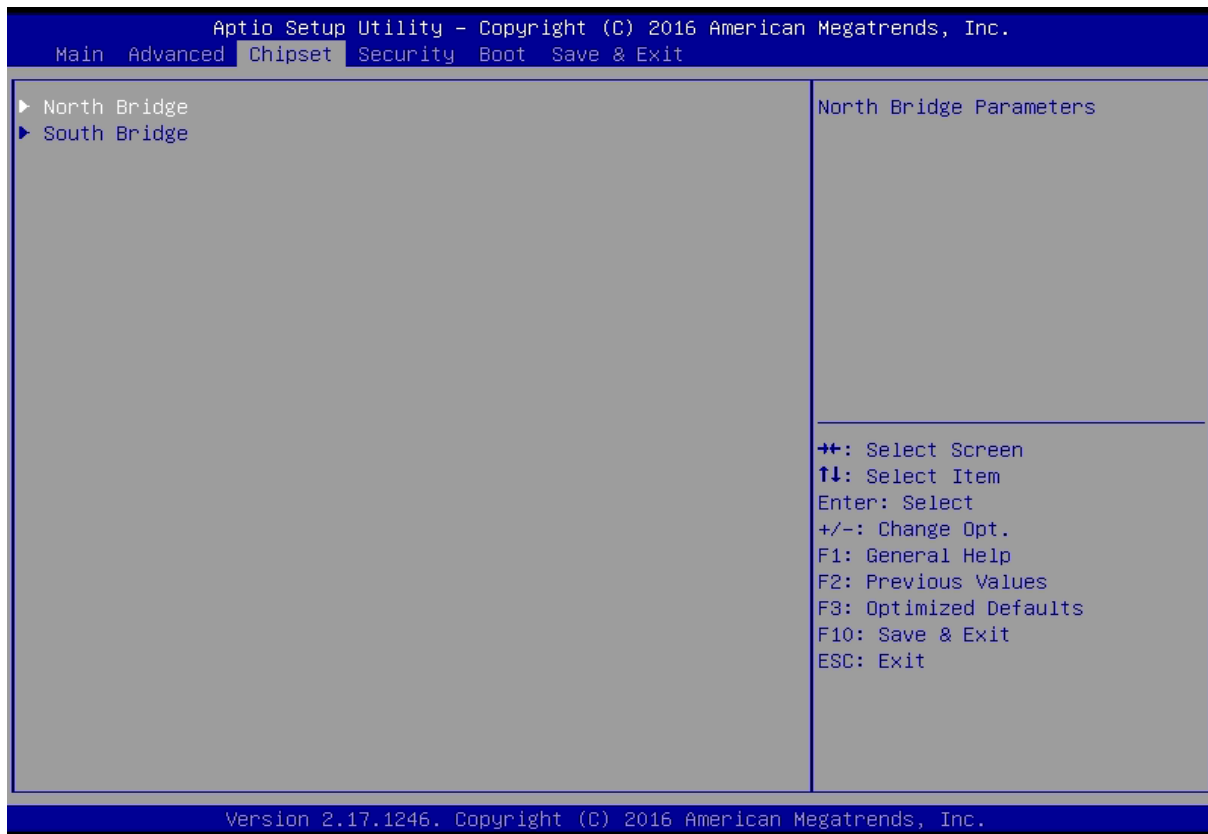 Aptio Setup Utility – Copyright (C) 2016 American Megatrends, Inc.
Main Advanced Chipset Security Boot Save & Exit
▶ North Bridge
▶ South Bridge
North Bridge Parameters
→←: Select Screen
↑↓: Select Item
Enter: Select
+/-: Change Opt.
F1: General Help
F2: Previous Values
F3: Optimized Defaults
F10: Save & Exit
ESC: Exit
Version 2.17.1246. Copyright (C) 2016 American Megatrends, Inc.